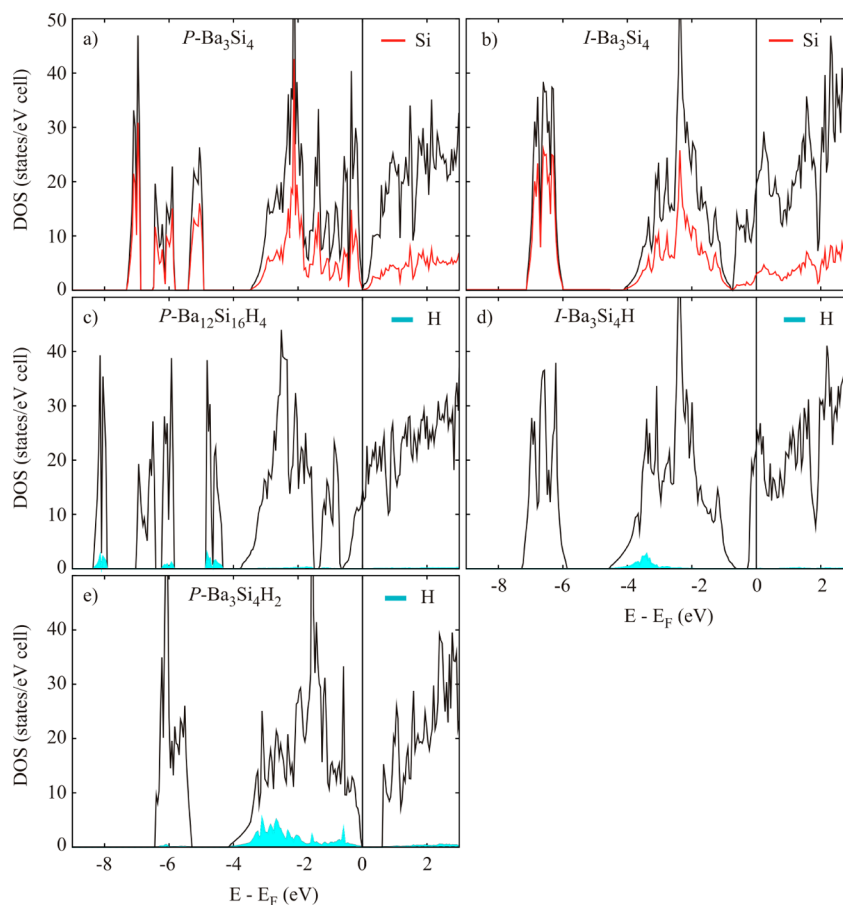 a)
P-Ba3Si4
Si
b)
I-Ba3Si4
Si
50
40
30
20
10
0
DOS (states/eV cell)
c)
P-Ba12Si16H4
H
d)
I-Ba3Si4H
H
40
30
20
10
0
DOS (states/eV cell)
-6
-4
-2
0
2
E - EF (eV)
e)
P-Ba3Si4H2
H
40
30
20
10
0
DOS (states/eV cell)
-8
-6
-4
-2
0
2
E - EF (eV)